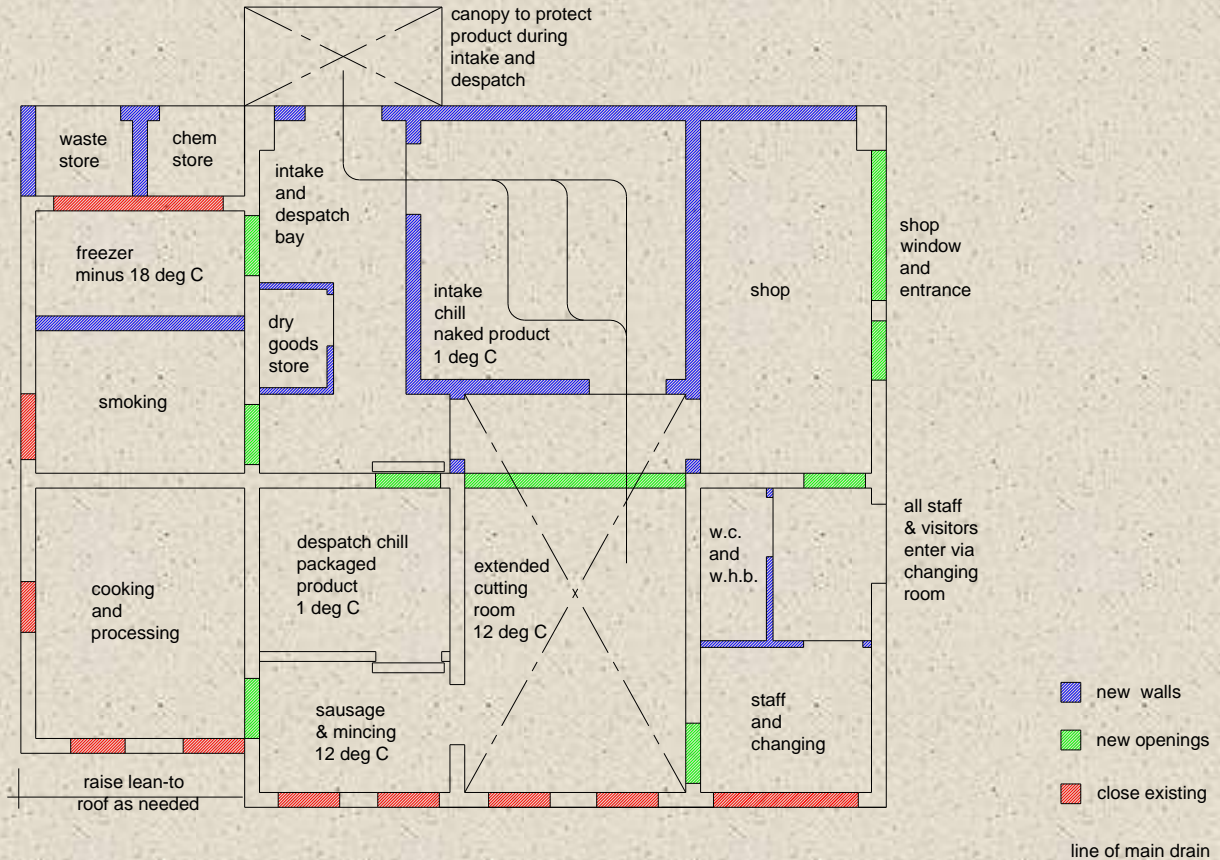 canopy to protect
product during
intake and
despatch
waste
store
chem
store
intake
and
despatch
bay
freezer
minus 18 deg C
shop
window
and
entrance
intake
chill
naked product
1 deg C
shop
dry
goods
store
smoking
all staff
& visitors
enter via
changing
room
w.c.
and
w.h.b.
despatch chill
packaged
product
1 deg C
extended
cutting
room
12 deg C
cooking
and
processing
sausage
& mincing
12 deg C
staff
and
changing
new walls
new openings
close existing
raise lean-to
roof as needed
line of main drain